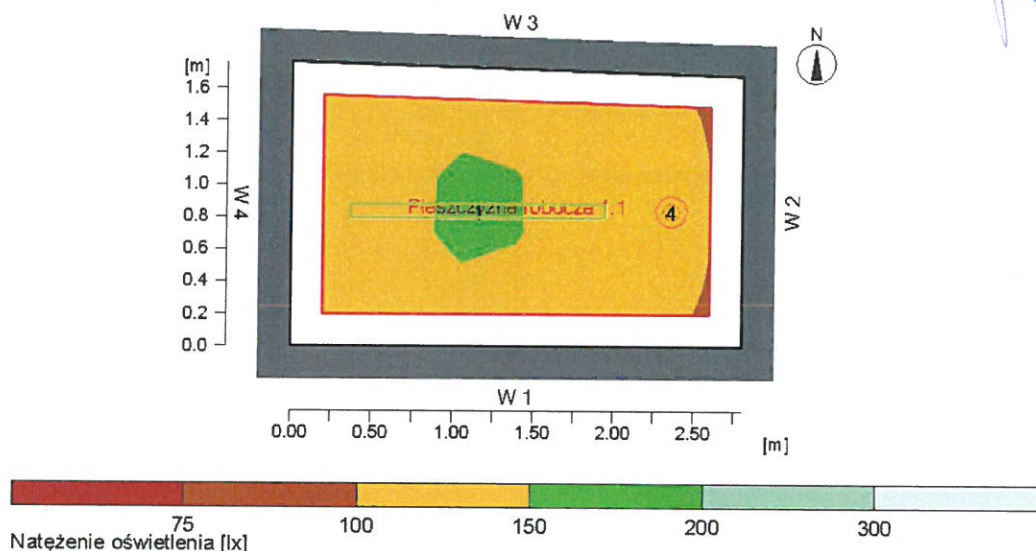 W 3
N
[m]
1.6
1.4
1.2
1.0
0.8
0.6
0.4
0.2
0.0
W 4
Płaszczyzna robocza 1.1
1
4
W 2
W 1
0.00 0.50 1.00 1.50 2.00 2.50
[m]
75 100 150 200 300
Natężenie oświetlenia [lx]